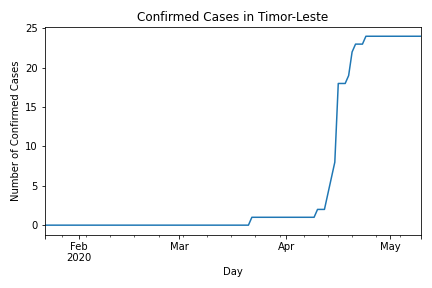 Confirmed Cases in Timor-Leste
Number of Confirmed Cases
25
20
15
10
5
0
Feb
2020
Mar
Apr
May
Day